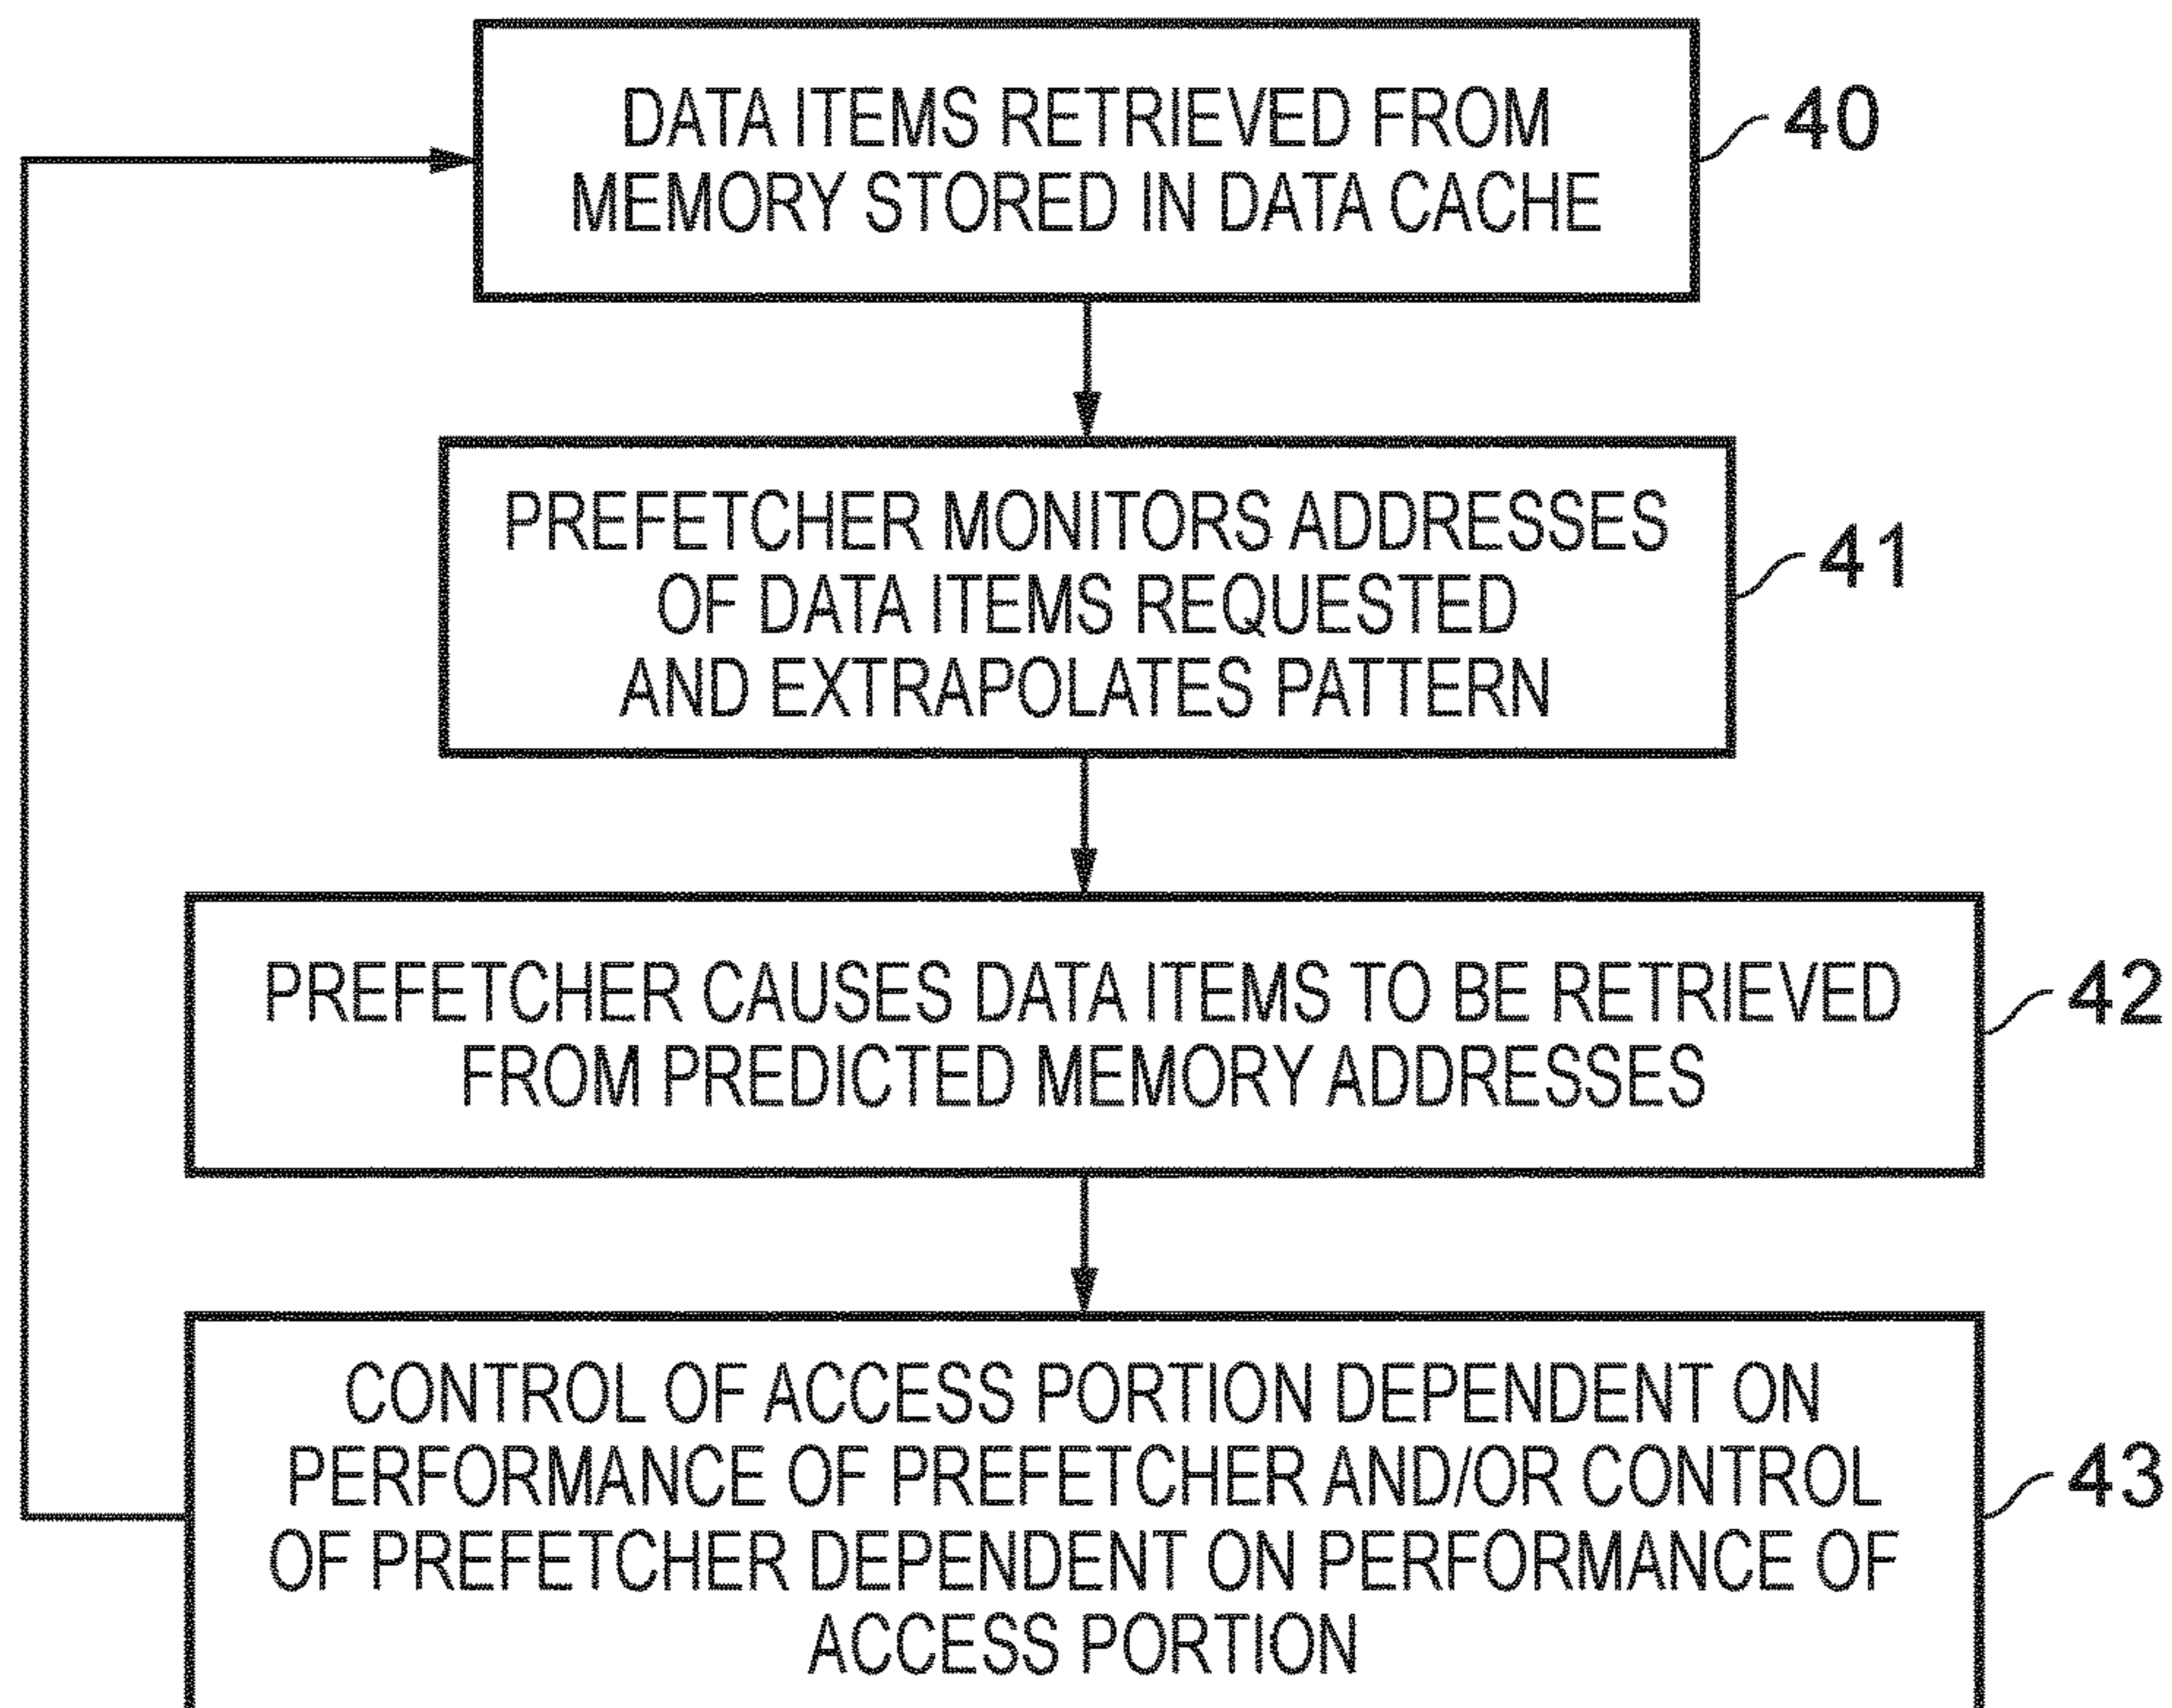 DATA ITEMS RETRIEVED FROM
MEMORY STORED IN DATA CACHE
40
PREFETCHER MONITORS ADDRESSES
OF DATA ITEMS REQUESTED
AND EXTRAPOLATES PATTERN
41
PREFETCHER CAUSES DATA ITEMS TO BE RETRIEVED
FROM PREDICTED MEMORY ADDRESSES
42
CONTROL OF ACCESS PORTION DEPENDENT ON
PERFORMANCE OF PREFETCHER AND/OR CONTROL
OF PREFETCHER DEPENDENT ON PERFORMANCE OF
ACCESS PORTION
43